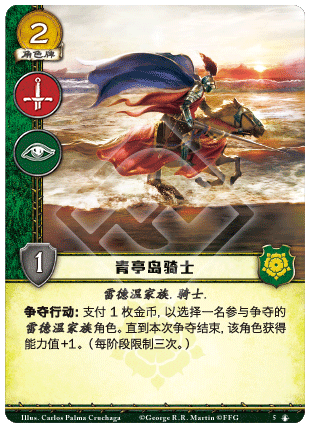 2
角色牌
1
青亭岛骑士
雷德温家族. 骑士.
争夺行动: 支付 1 枚金币, 以选择一名参与争夺的
雷德温家族角色。直到本次争夺结束, 该角色获得
能力值+1。(每阶段限制三次。)
Illus. Carlos Palma Cruchaga ©George R.R. Martin ©FFG 5